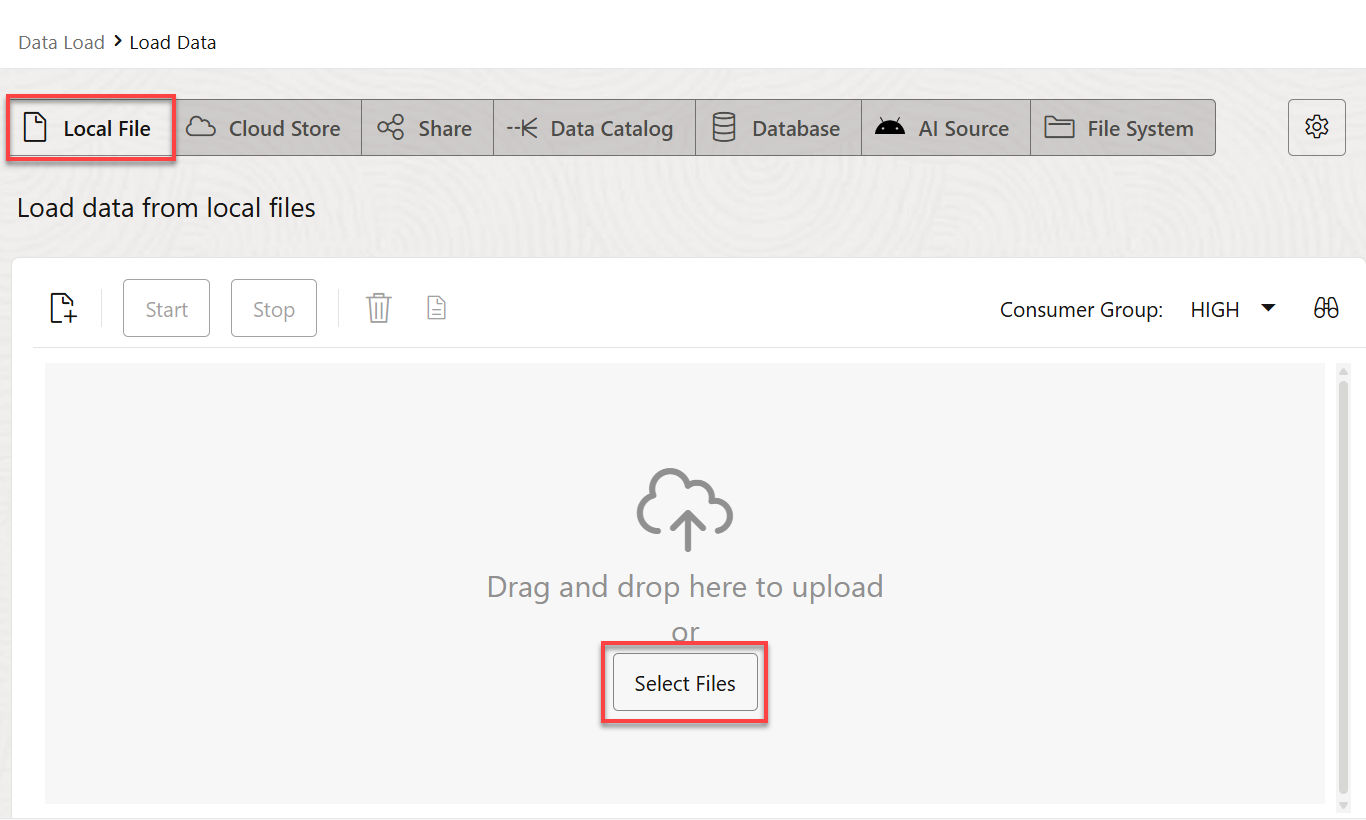 Data Load > Load Data
Local File Cloud Store Share Data Catalog Database AI Source File System
Load data from local files
Start Stop Consumer Group: HIGH
Drag and drop here to upload
or
Select Files